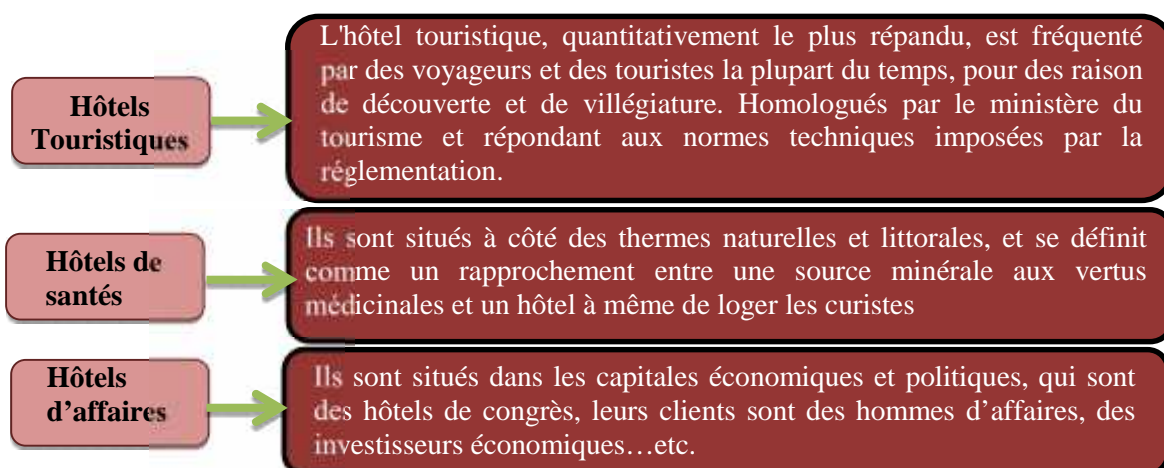 Hôtels
Touristiques
L'hôtel touristique, quantitativement le plus répandu, est fréquenté
par des voyageurs et des touristes la plupart du temps, pour des raison
de découverte et de villégiature. Homologués par le ministère du
tourisme et répondant aux normes techniques imposées par la
réglementation.
Hôtels de
santés
Ils sont situés à côté des thermes naturelles et littorales, et se définit
comme un rapprochement entre une source minérale aux vertus
médicinales et un hôtel à même de loger les curistes
Hôtels
d’affaires
Ils sont situés dans les capitales économiques et politiques, qui sont
des hôtels de congrès, leurs clients sont des hommes d’affaires, des
investisseurs économiques…etc.